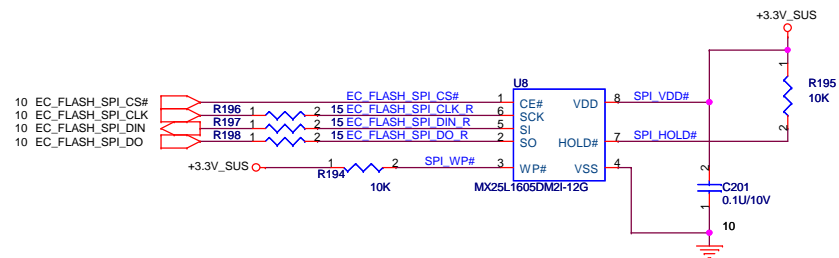 +3.3V_SUS
U8
10 EC_FLASH_SPI_CS# EC_FLASH_SPI_CS# 1 CE# VDD 8 SPI_VDD# 1 R195
10 EC_FLASH_SPI_CLK R196 1 2 15 EC_FLASH_SPI_CLK_R 6 SCK 10K
10 EC_FLASH_SPI_DIN R197 1 2 15 EC_FLASH_SPI_DIN_R 5 SI 2
10 EC_FLASH_SPI_DO R198 1 2 15 EC_FLASH_SPI_DO_R 2 SO HOLD# 7 SPI_HOLD#
+3.3V_SUS 1 R194 2 SPI_WP# 3 WP# VSS 4 2
10K MX25L1605DM2I-12G C201
1 0.1U/10V
10